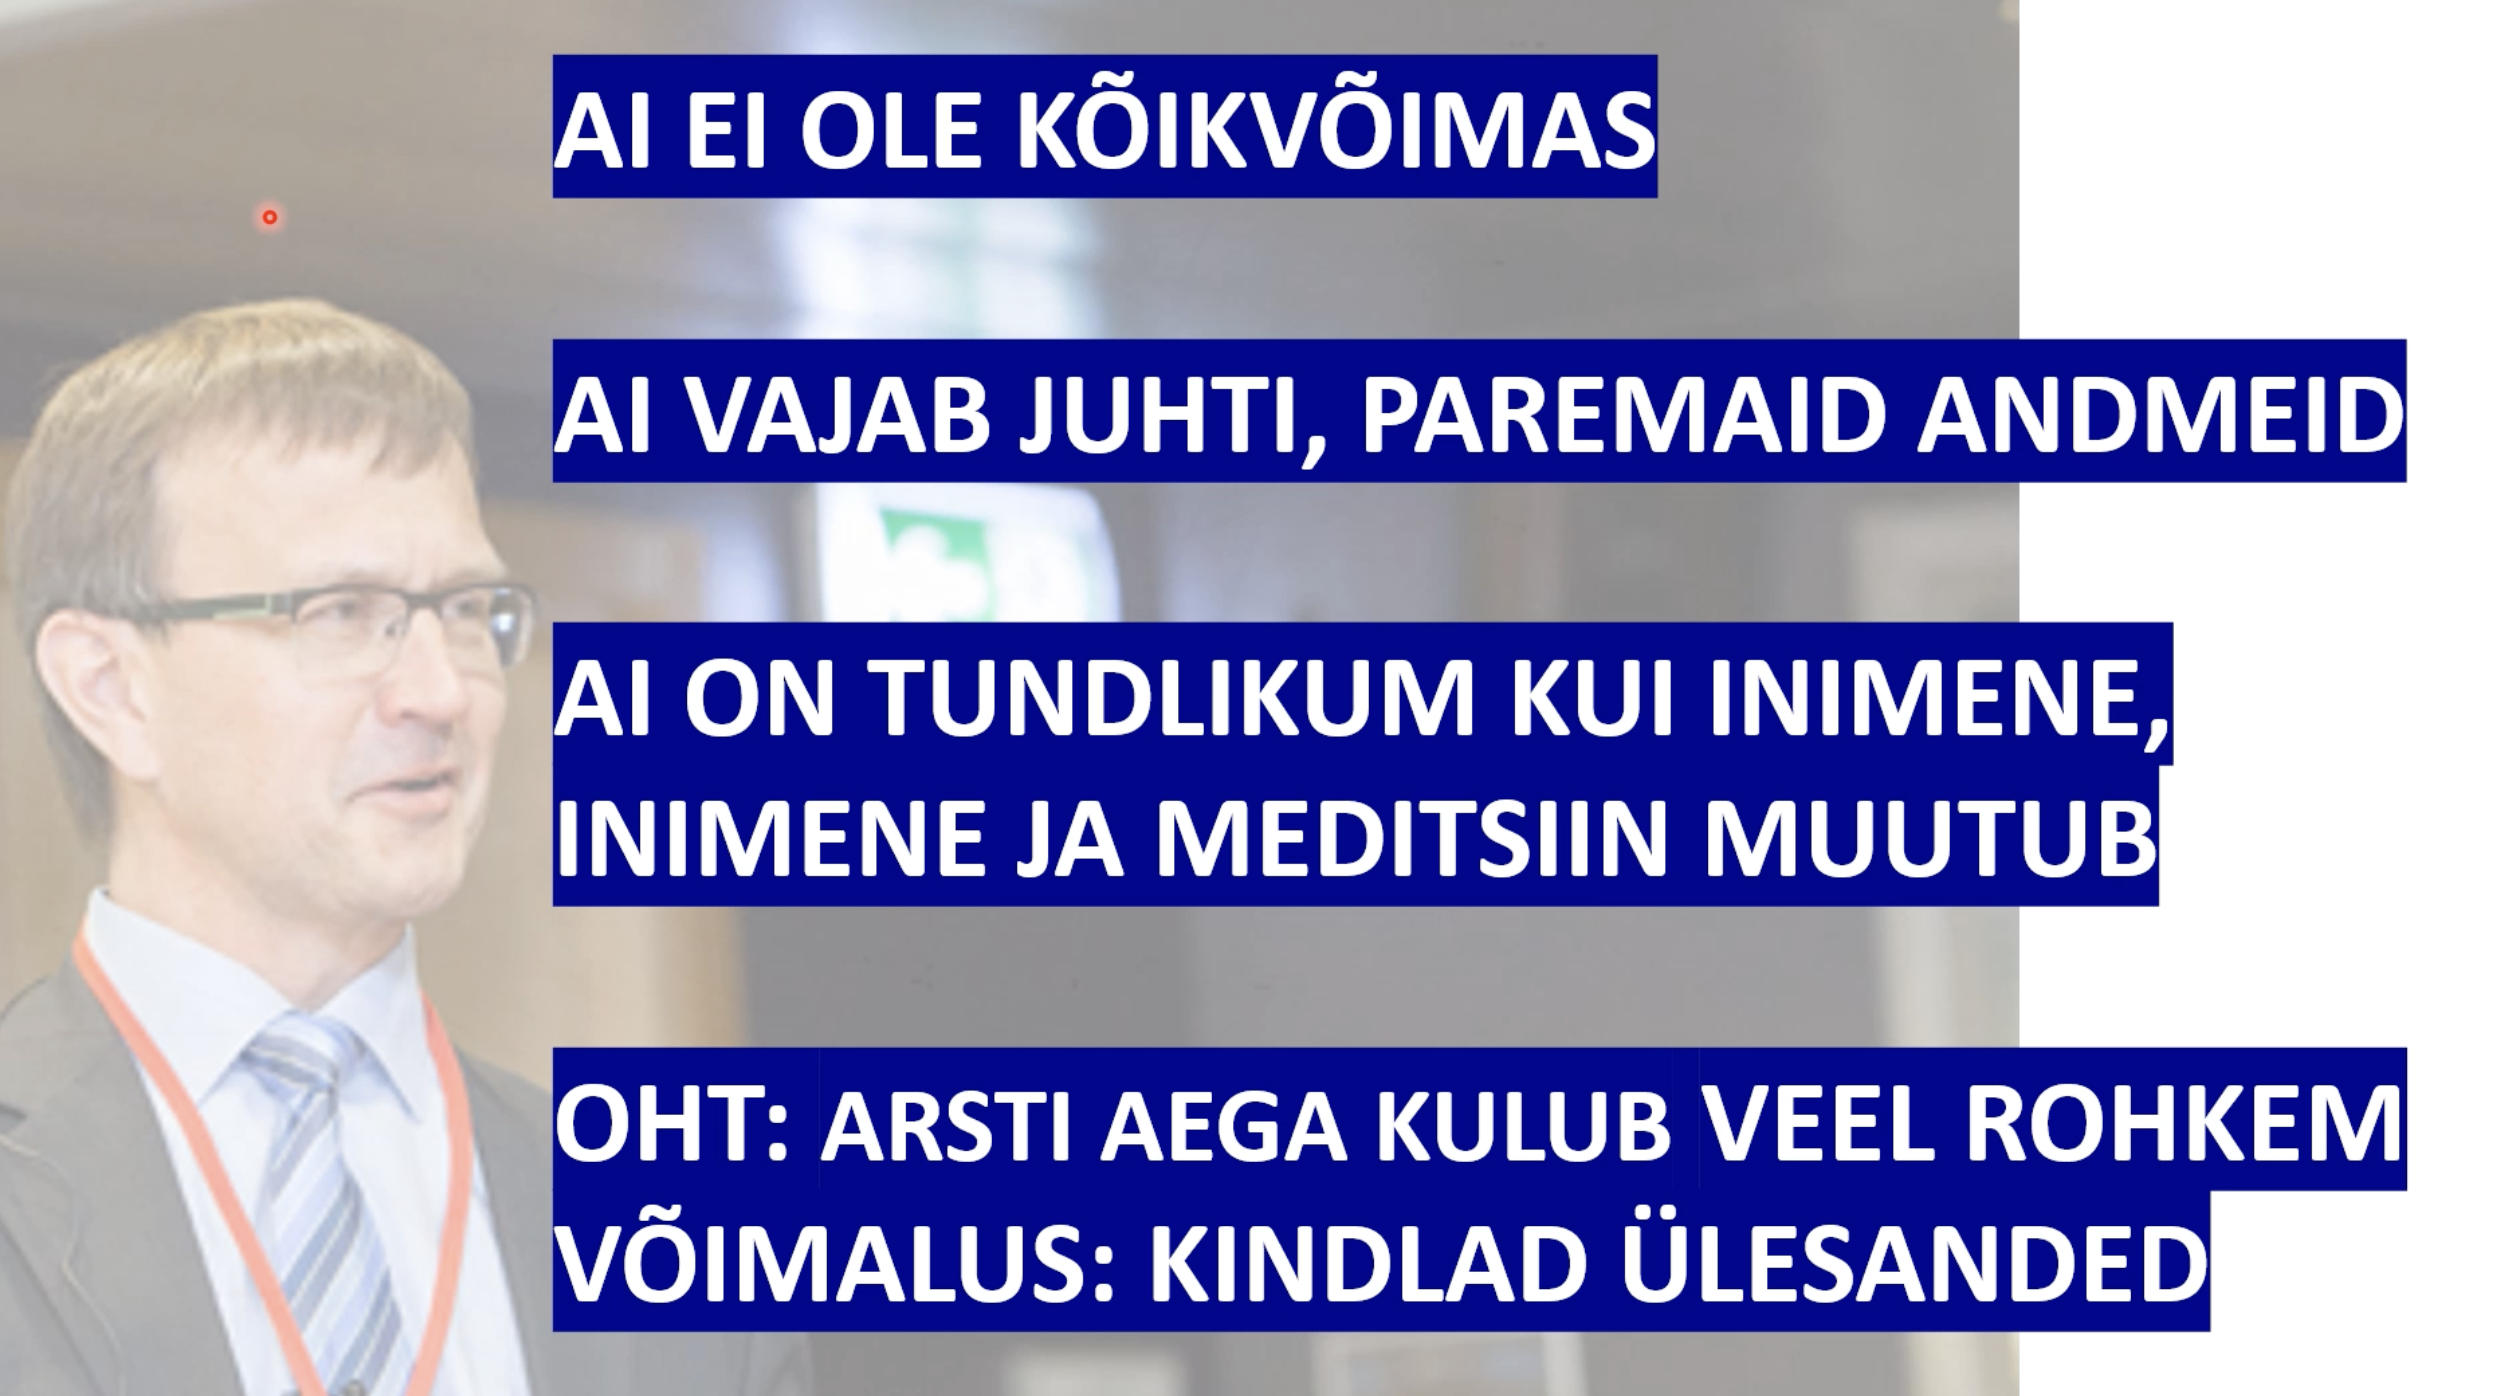 AI EI OLE KÕIKVÕIMAS
AI VAJAB JUHTI, PAREMAID ANDMEID
AI ON TUNDLIKUM KUI INIMENE,
INIMENE JA MEDITSIIN MUUTUB
OHT: ARSTI AEGA KULUB VEEL ROHKEM
VÕIMALUS: KINDLAD ÜLESANDED